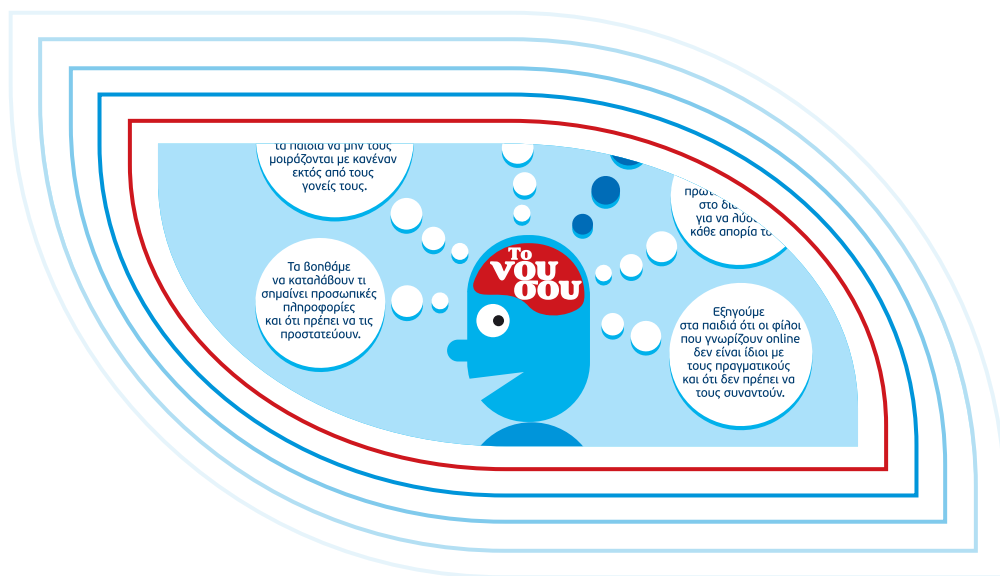 τα παιδιά να μην τους
μοιράζονται με κανέναν
εκτός από τους
γονείς τους.
στο
για να
κάθε απορία
Το
νου
σου
Τα βοηθάμε
να καταλάβουν τι
σημαίνει προσωπικές
πληροφορίες
και ότι πρέπει να τις
προστατεύουν.
Εξηγούμε
στα παιδιά ότι οι φίλοι
που γνωρίζουν online
δεν είναι ίδιοι με
τους πραγματικούς
και ότι δεν πρέπει να
τους συναντούν.